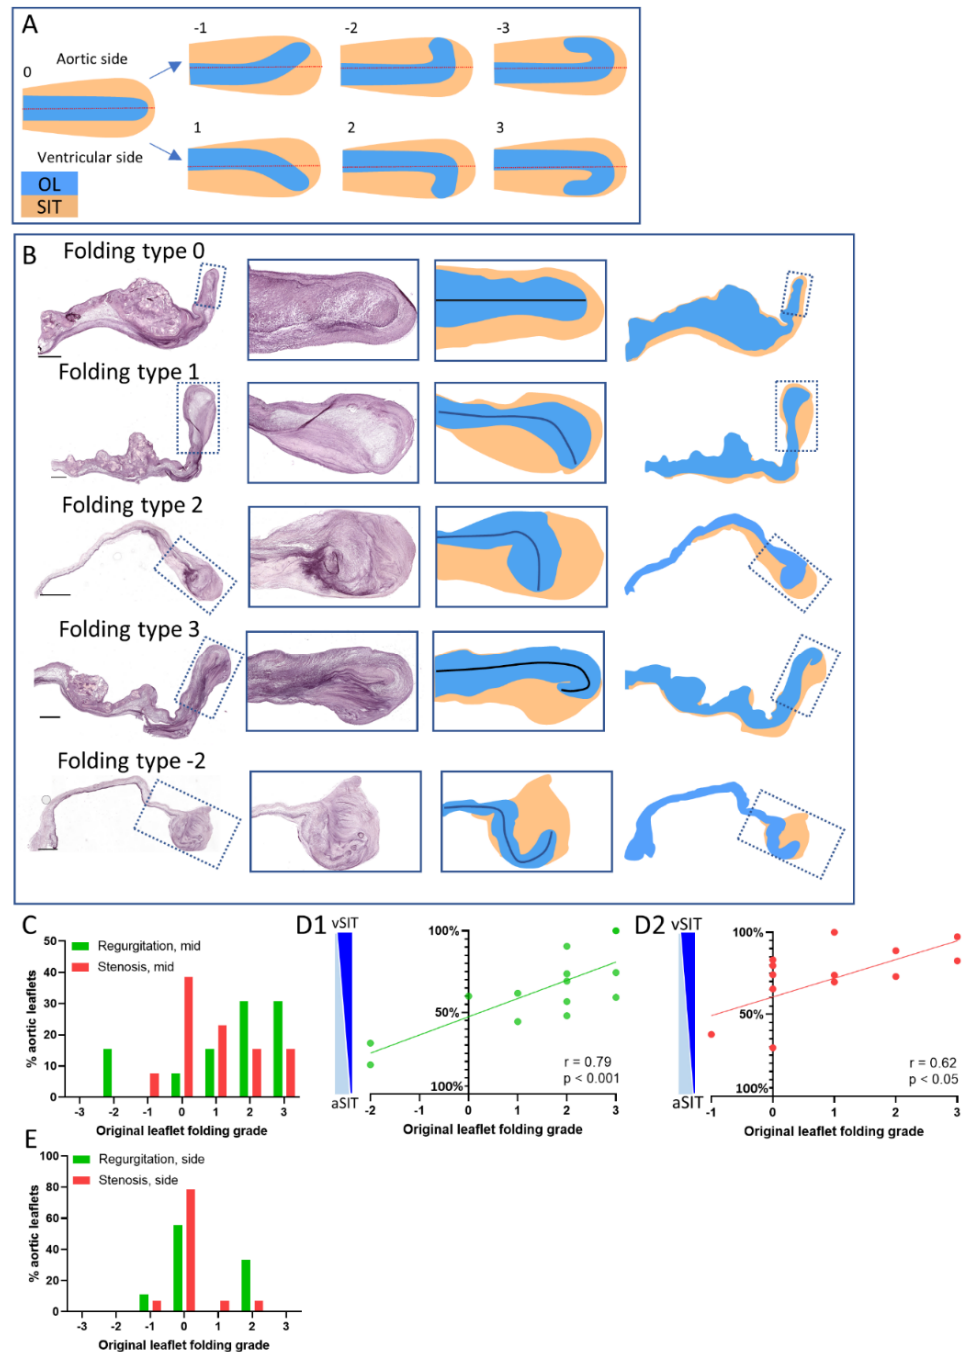 A
-1
-2
-3
Aortic side
0
1
2
3
Ventricular side
OL
SIT
B
Folding type 0
Folding type 1
Folding type 2
Folding type 3
Folding type -2
C
Regurgitation, mid
Stenosis, mid
50
40
30
20
10
0
% aortic leaflets
-3 -2 -1 0 1 2 3
Original leaflet folding grade
D1
vSIT
100%
50%
100%
aSIT
r = 0.79
p < 0.001
-2 -1 0 1 2 3
Original leaflet folding grade
D2
vSIT
100%
50%
100%
aSIT
r = 0.62
p < 0.05
-1 0 1 2 3
Original leaflet folding grade
E
Regurgitation, side
Stenosis, side
100
80
60
40
20
0
% aortic leaflets
-3 -2 -1 0 1 2 3
Original leaflet folding grade